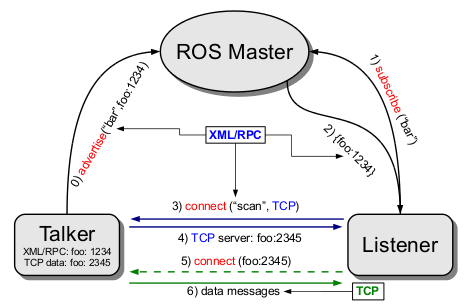 ROS Master
0) advertise("bar",foo:1234)
1) subscribe ("bar")
XML/RPC
2) {foo:1234}
3) connect ("scan", TCP)
4) TCP server: foo:2345
Talker
XML/RPC: foo: 1234
TCP data: foo: 2345
Listener
5) connect (foo:2345)
6) data messages
TCP